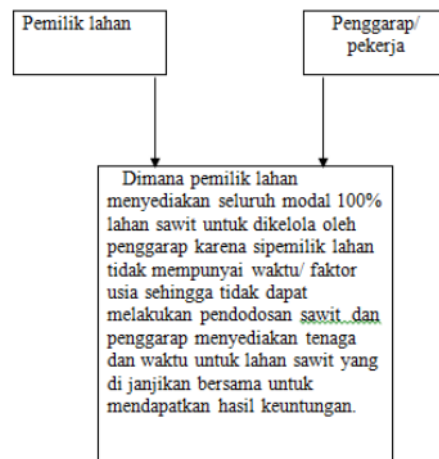 Pemilik lahan
Penggarap/
pekerja
Dimana pemilik lahan
menyediakan seluruh modal 100%
lahan sawit untuk dikelola oleh
penggarap karena sipemilik lahan
tidak mempunyai waktu/ faktor
usia sehingga tidak dapat
melakukan pendodosan sawit dan
penggarap menyediakan tenaga
dan waktu untuk lahan sawit yang
di janjikan bersama untuk
mendapatkan hasil keuntungan.